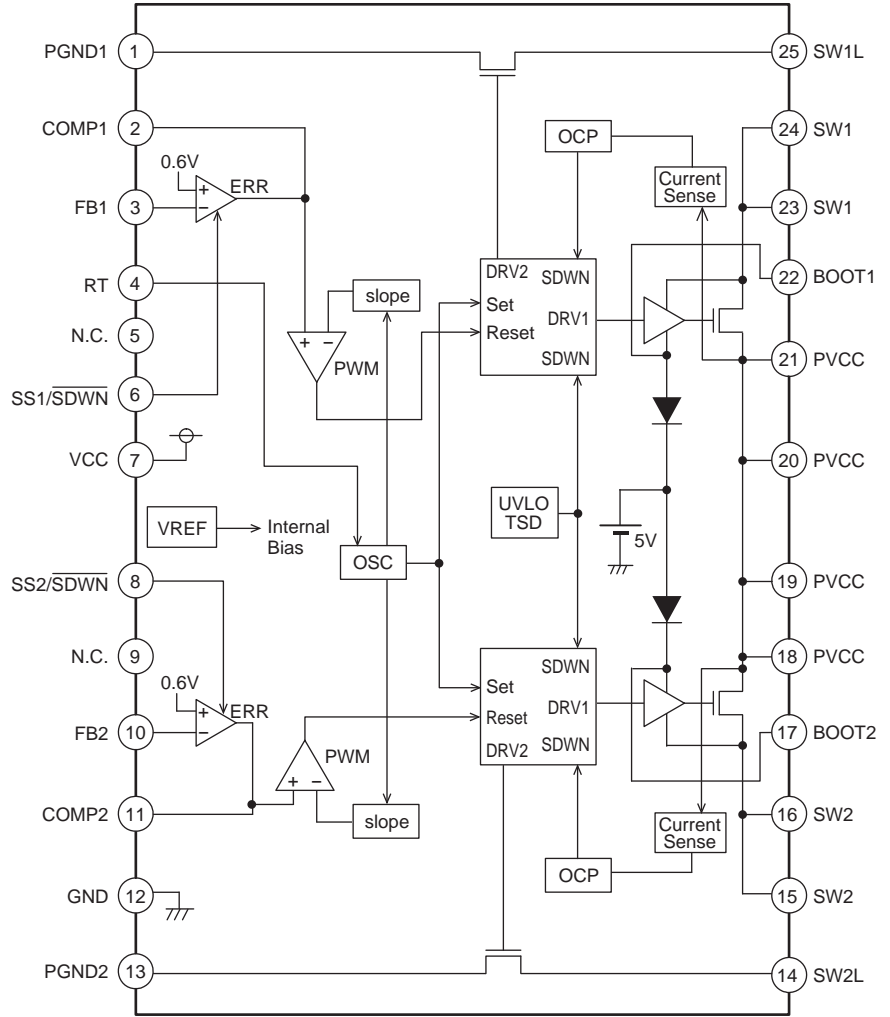 PGND1 1
COMP1 2
0.6V
+
−
ERR
FB1 3
RT 4
N.C. 5
SS1/SDWN 6
VCC 7
slope
+ −
PWM
VREF
Internal
Bias
OSC
SS2/SDWN 8
N.C. 9
0.6V
+
−
ERR
FB2 10
PWM
+ −
COMP2 11
slope
GND 12
PGND2 13
DRV2
SDWN
Set
DRV1
Reset
SDWN
OCP
Current
Sense
UVLO
TSD
5V
SDWN
Set
DRV1
Reset
DRV2
SDWN
OCP
Current
Sense
25 SW1L
24 SW1
23 SW1
22 BOOT1
21 PVCC
20 PVCC
19 PVCC
18 PVCC
17 BOOT2
16 SW2
15 SW2
14 SW2L